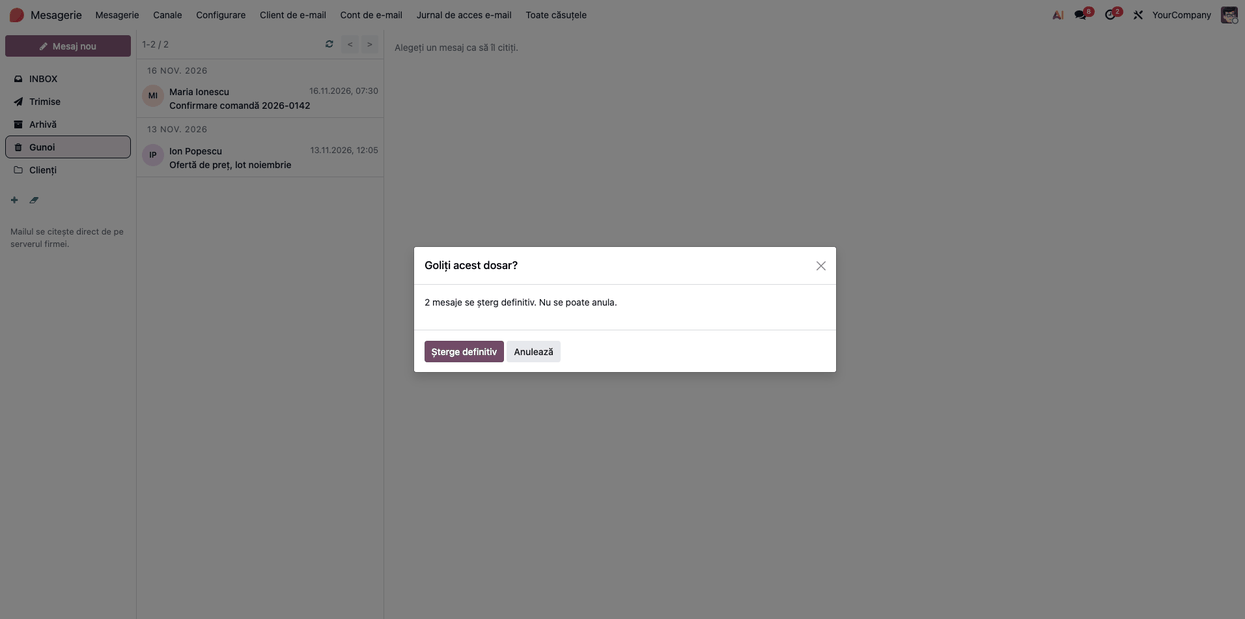 Mesagerie Mesagerie Canale Configurare Client de e-mail Cont de e-mail Jurnal de acces e-mail Toate căsuțele AI 6 2 YourCompany
Mesaj nou
INBOX
Trimise
Arhivă
Gunoi
Clienți
Mailul se citește direct de pe
serverul firmei.
1-2 / 2 < >
16 NOV. 2026
MI Maria Ionescu 16.11.2026, 07:30
Confirmare comandă 2026-0142
13 NOV. 2026
IP Ion Popescu 13.11.2026, 12:05
Ofertă de preț, lot noiembrie
Alegeți un mesaj ca să îl citiți.
Goliți acest dosar?
2 mesaje se șterg definitiv. Nu se poate anula.
Șterge definitiv Anulează